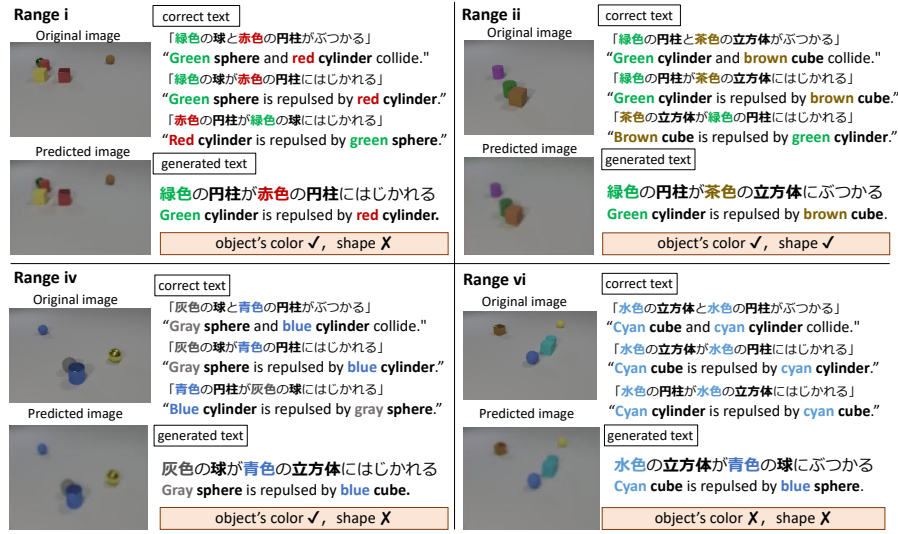 Range i
Original image
correct text
「緑色の球と赤色の円柱がぶつかる」
“Green sphere and red cylinder collide."
「緑色の球が赤色の円柱にはじかれる」
“Green sphere is repulsed by red cylinder.”
「赤色の円柱が緑色の球にはじかれる」
“Red cylinder is repulsed by green sphere.”
Predicted image
generated text
緑色の円柱が赤色の円柱にはじかれる
Green cylinder is repulsed by red cylinder.
object's color ✓, shape ✗
Range ii
Original image
correct text
「緑色の円柱と茶色の立方体がぶつかる」
“Green cylinder and brown cube collide."
「緑色の円柱が茶色の立方体にはじかれる」
“Green cylinder is repulsed by brown cube.”
「茶色の立方体が緑色の円柱にはじかれる」
“Brown cube is repulsed by green cylinder.”
Predicted image
generated text
緑色の円柱が茶色の立方体にぶつかる
Green cylinder is repulsed by brown cube.
object's color ✓, shape ✓
Range iv
Original image
correct text
「灰色の球と青色の円柱がぶつかる」
“Gray sphere and blue cylinder collide."
「灰色の球が青色の円柱にはじかれる」
“Gray sphere is repulsed by blue cylinder.”
「青色の円柱が灰色の球にはじかれる」
“Blue cylinder is repulsed by gray sphere.”
Predicted image
generated text
灰色の球が青色の立方体にはじかれる
Gray sphere is repulsed by blue cube.
object's color ✓, shape ✗
Range vi
Original image
correct text
「水色の立方体と水色の円柱がぶつかる」
“Cyan cube and cyan cylinder collide."
「水色の立方体が水色の円柱にはじかれる」
“Cyan cube is repulsed by cyan cylinder.”
「水色の円柱が水色の立方体にはじかれる」
“Cyan cylinder is repulsed by cyan cube.”
Predicted image
generated text
水色の立方体が青色の球にぶつかる
Cyan cube is repulsed by blue sphere.
object's color ✗, shape ✗